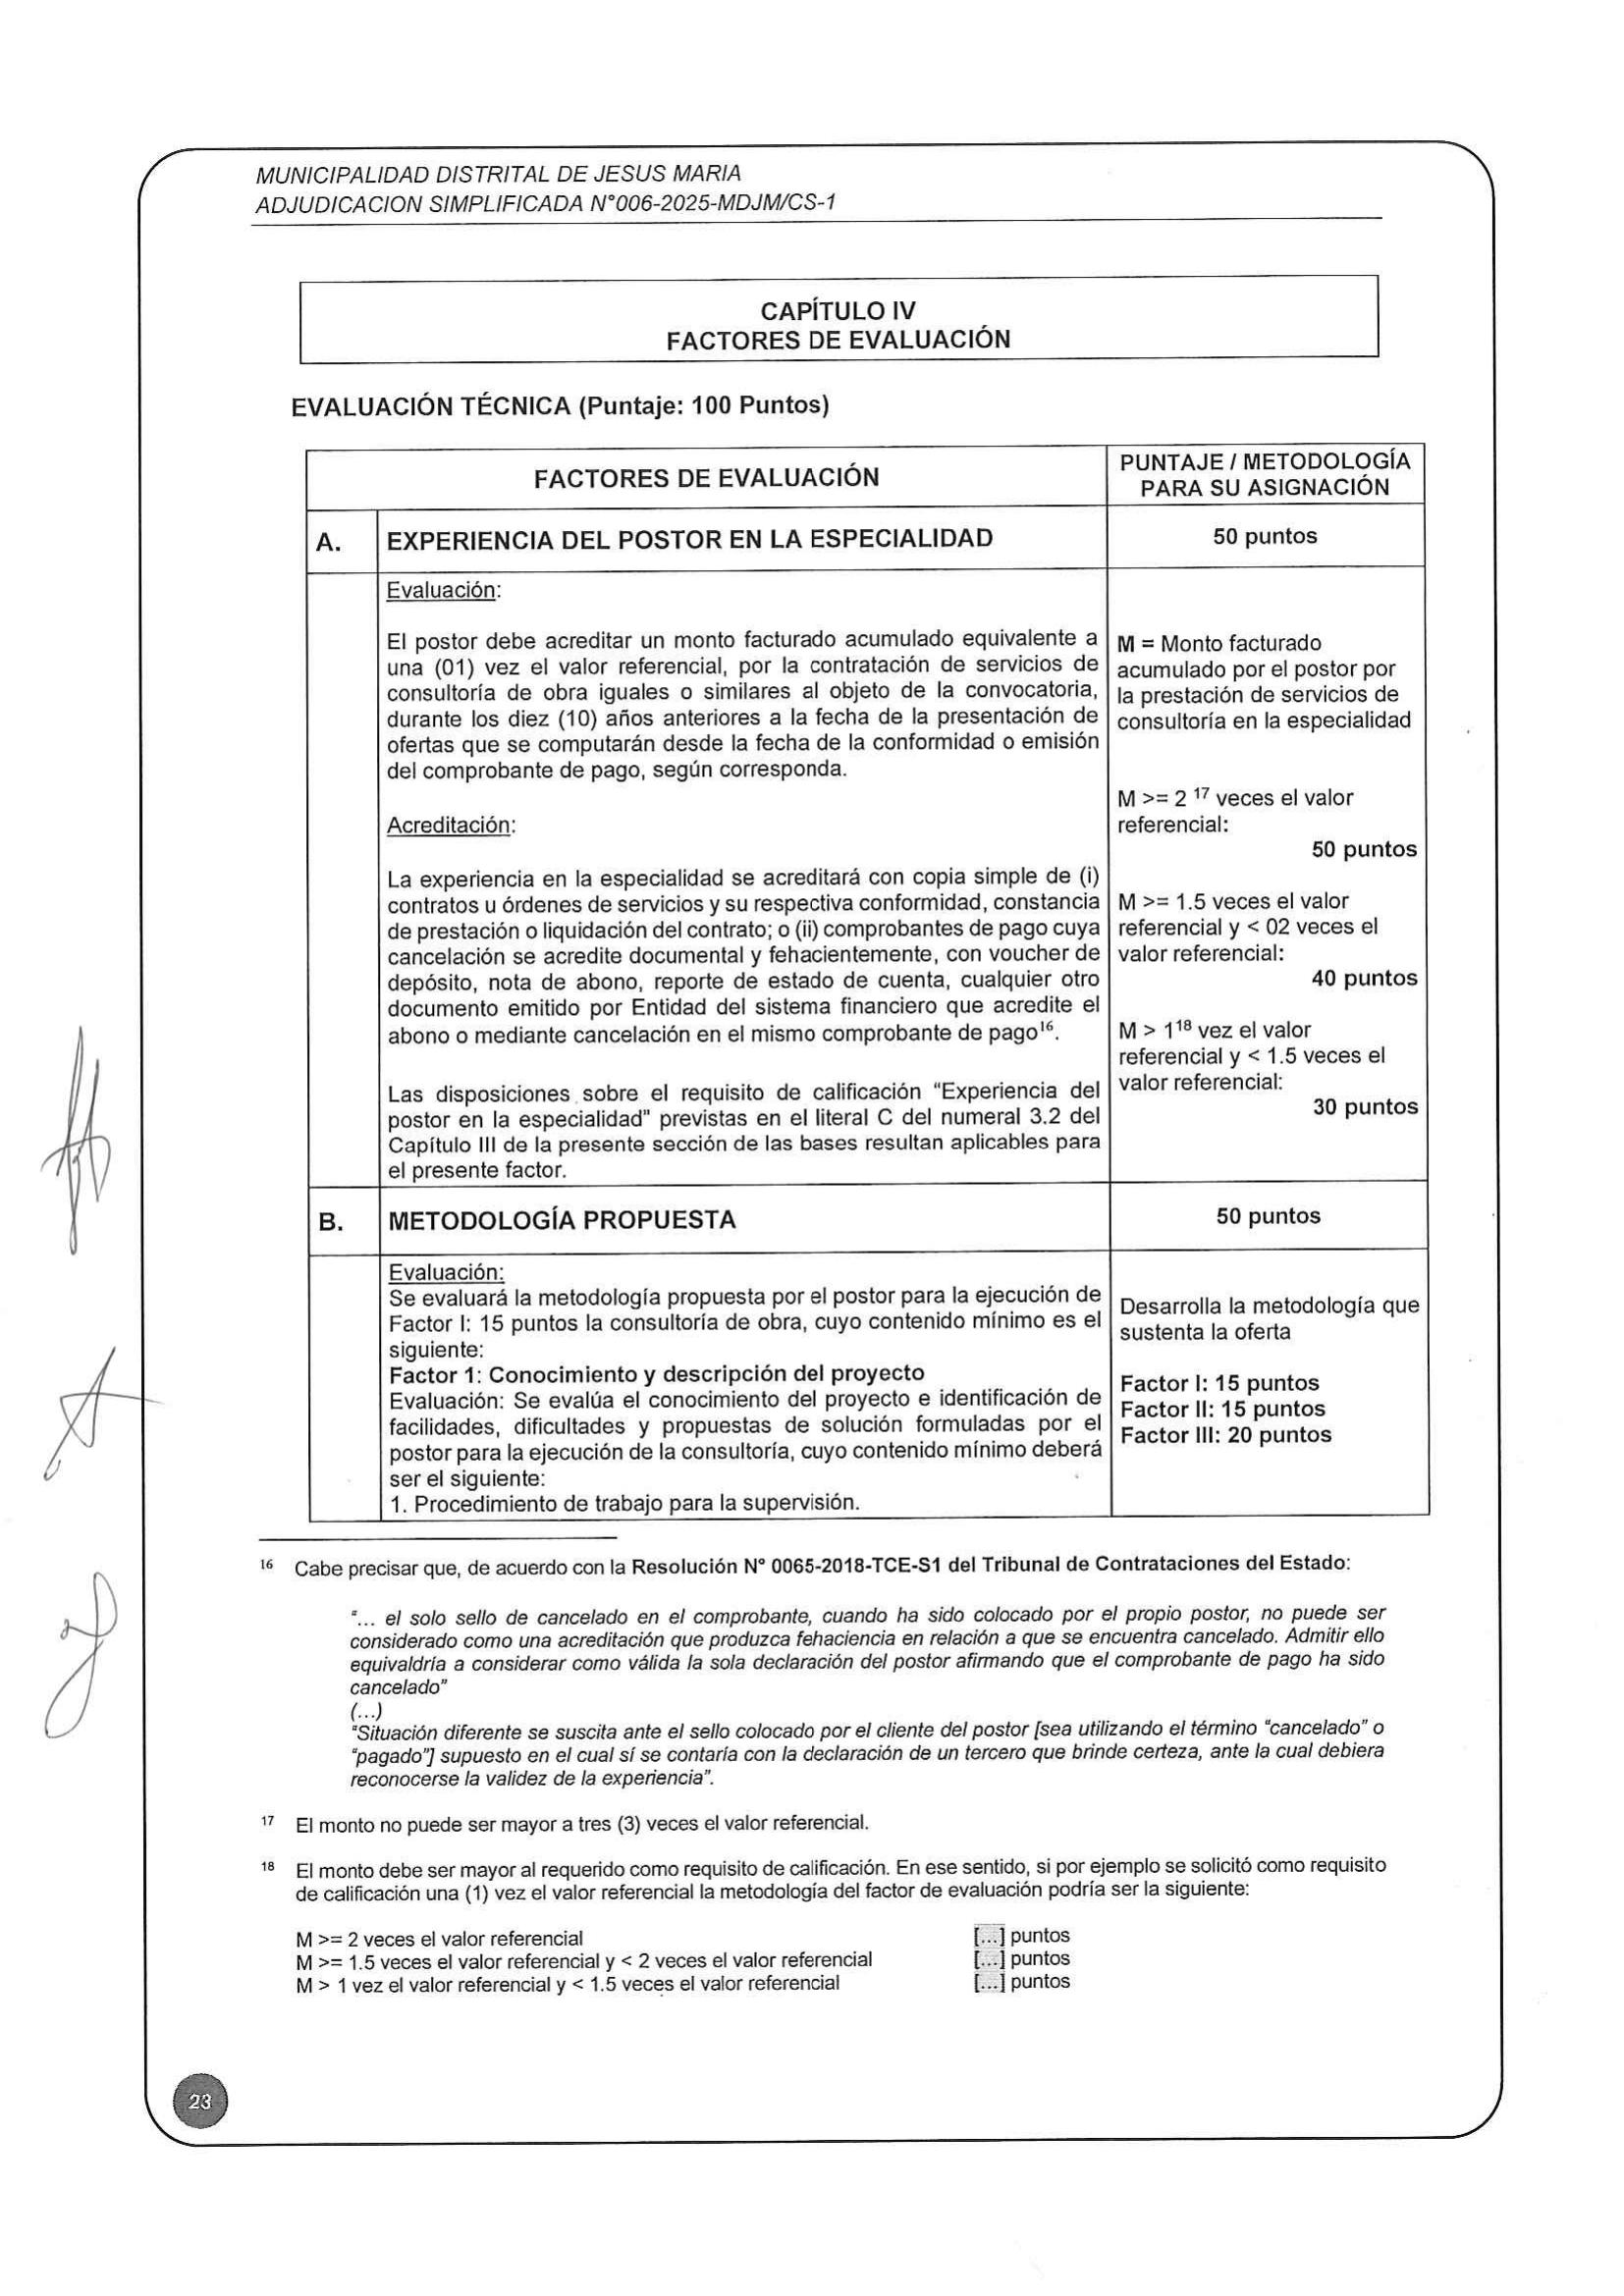 MUNICIPALIDAD DISTRITAL DE JESUS MARIA
ADJUDICACION SIMPLIFICADA N°006-2025-MDJM/CS-1
CAPÍTULO IV
FACTORES DE EVALUACIÓN
EVALUACIÓN TÉCNICA (Puntaje: 100 Puntos)
FACTORES DE EVALUACIÓN
PUNTAJE / METODOLOGÍA
PARA SU ASIGNACIÓN
A.
EXPERIENCIA DEL POSTOR EN LA ESPECIALIDAD
50 puntos
Evaluación:
El postor debe acreditar un monto facturado acumulado equivalente a
una (01) vez el valor referencial, por la contratación de servicios de
consultoría de obra iguales o similares al objeto de la convocatoria,
durante los diez (10) años anteriores a la fecha de la presentación de
ofertas que se computarán desde la fecha de la conformidad o emisión
del comprobante de pago, según corresponda.
Acreditación:
La experiencia en la especialidad se acreditará con copia simple de (i)
contratos u órdenes de servicios y su respectiva conformidad, constancia
de prestación o liquidación del contrato; o (ii) comprobantes de pago cuya
cancelación se acredite documental y fehacientemente, con voucher de
depósito, nota de abono, reporte de estado de cuenta, cualquier otro
documento emitido por Entidad del sistema financiero que acredite el
abono o mediante cancelación en el mismo comprobante de pago16.
Las disposiciones sobre el requisito de calificación “Experiencia del
postor en la especialidad” previstas en el literal C del numeral 3.2 del
Capítulo III de la presente sección de las bases resultan aplicables para
el presente factor.
M = Monto facturado
acumulado por el postor por
la prestación de servicios de
consultoría en la especialidad
M >= 2 17 veces el valor
referencial:
50 puntos
M >= 1.5 veces el valor
referencial y < 02 veces el
valor referencial:
40 puntos
M > 118 vez el valor
referencial y < 1.5 veces el
valor referencial:
30 puntos
B.
METODOLOGÍA PROPUESTA
50 puntos
Evaluación:
Se evaluará la metodología propuesta por el postor para la ejecución de
Factor I: 15 puntos la consultoría de obra, cuyo contenido mínimo es el
siguiente:
Factor 1: Conocimiento y descripción del proyecto
Evaluación: Se evalúa el conocimiento del proyecto e identificación de
facilidades, dificultades y propuestas de solución formuladas por el
postor para la ejecución de la consultoría, cuyo contenido mínimo deberá
ser el siguiente:
1. Procedimiento de trabajo para la supervisión.
Desarrolla la metodología que
sustenta la oferta
Factor I: 15 puntos
Factor II: 15 puntos
Factor III: 20 puntos
16 Cabe precisar que, de acuerdo con la Resolución N° 0065-2018-TCE-S1 del Tribunal de Contrataciones del Estado:
“... el solo sello de cancelado en el comprobante, cuando ha sido colocado por el propio postor, no puede ser
considerado como una acreditación que produzca fehaciencia en relación a que se encuentra cancelado. Admitir ello
equivaldría a considerar como válida la sola declaración del postor afirmando que el comprobante de pago ha sido
cancelado”
(...)
“Situación diferente se suscita ante el sello colocado por el cliente del postor [sea utilizando el término “cancelado” o
“pagado”] supuesto en el cual sí se contaría con la declaración de un tercero que brinde certeza, ante la cual debiera
reconocerse la validez de la experiencia”.
17 El monto no puede ser mayor a tres (3) veces el valor referencial.
18 El monto debe ser mayor al requerido como requisito de calificación. En ese sentido, si por ejemplo se solicitó como requisito
de calificación una (1) vez el valor referencial la metodología del factor de evaluación podría ser la siguiente:
M >= 2 veces el valor referencial [...] puntos
M >= 1.5 veces el valor referencial y < 2 veces el valor referencial [...] puntos
M > 1 vez el valor referencial y < 1.5 veces el valor referencial [...] puntos
23